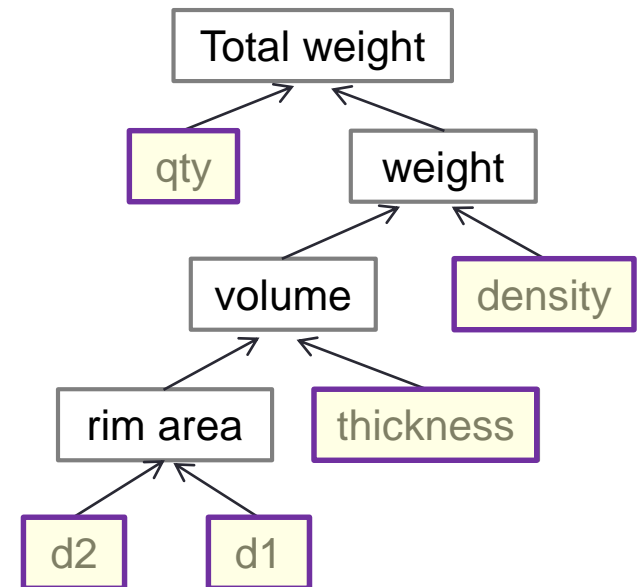 Total weight
qty
weight
volume
density
rim area
thickness
d2
d1